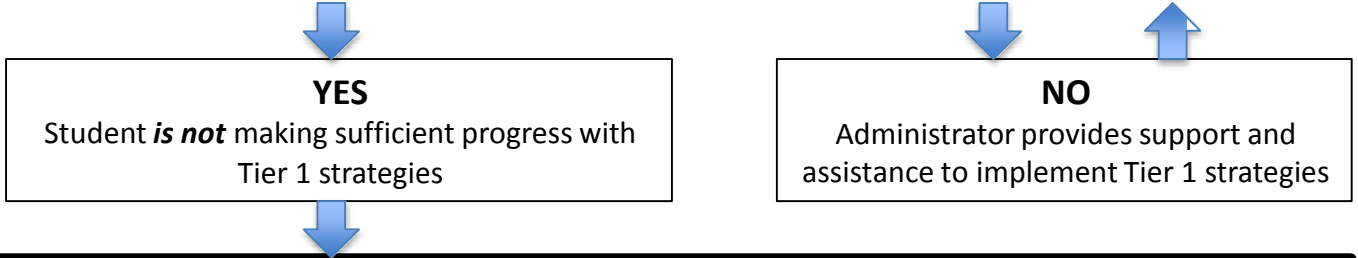 YES
Student is not making sufficient progress with
Tier 1 strategies
NO
Administrator provides support and
assistance to implement Tier 1 strategies